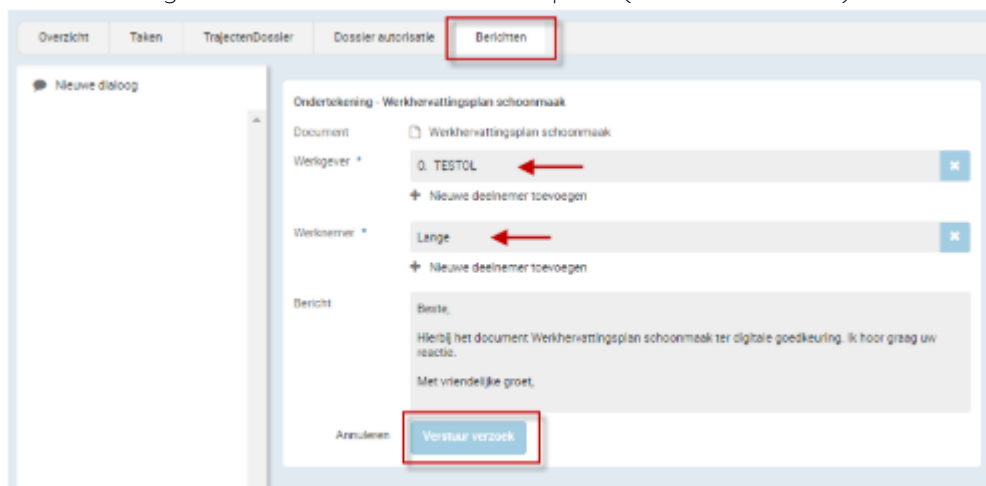 Overzicht Taken TrajectenDossier Dossier autorisatie Berichten
Nieuwe dialoog
Ondertekening - Werkhervattingsplan schoonmaak
Document Werkhervattingsplan schoonmaak
Werkgever * O. TESTOL
+ Nieuwe deelnemer toevoegen
Werknemer * Lange
+ Nieuwe deelnemer toevoegen
Bericht Beste,
Hierbij het document Werkhervattingsplan schoonmaak ter digitale goedkeuring. Ik hoor graag uw
reactie.
Met vriendelijke groet,
Annuleren Verstuur verzoek